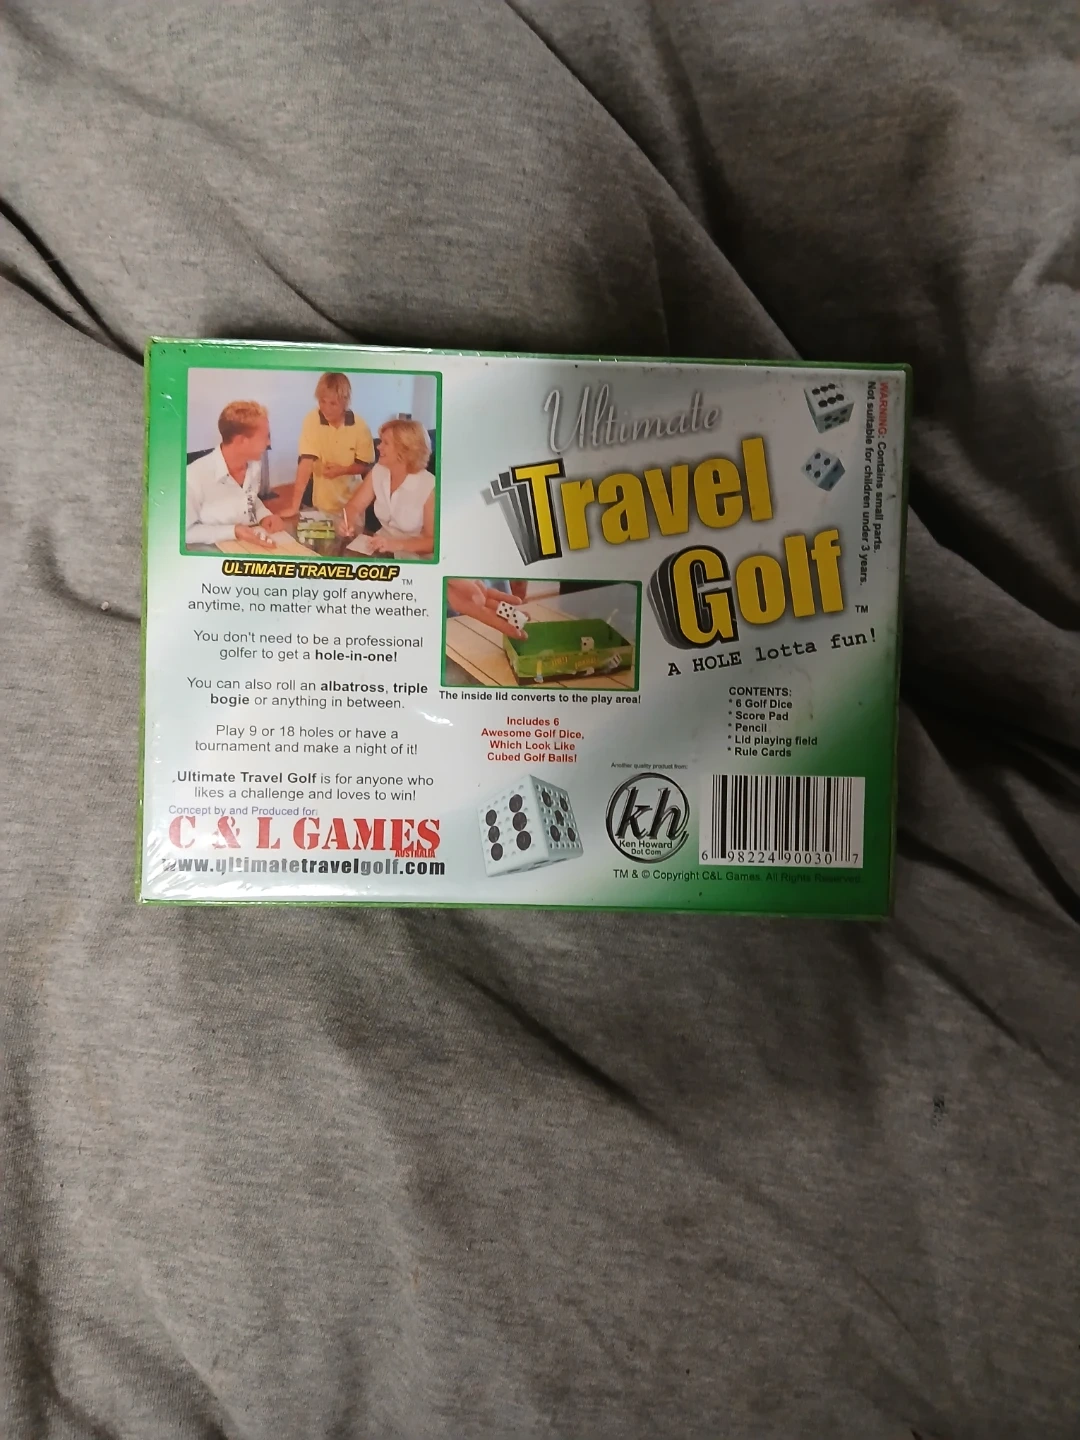 ULTIMATE TRAVEL GOLF TM
Now you can play golf anywhere,
anytime, no matter what the weather.
You don't need to be a professional
golfer to get a hole-in-one!
You can also roll an albatross, triple
bogie or anything in between.
Play 9 or 18 holes or have a
tournament and make a night of it!
Ultimate Travel Golf is for anyone who
likes a challenge and loves to win!
Concept by and Produced for:
C & L GAMES
AUSTRALIA
www.ultimatetravelgolf.com
Ultimate
Travel
Golf TM
A HOLE lotta fun!
The inside lid converts to the play area!
Includes 6
Awesome Golf Dice,
Which Look Like
Cubed Golf Balls!
CONTENTS:
* 6 Golf Dice
* Score Pad
* Pencil
* Lid playing field
* Rule Cards
Another quality product from:
kh
Ken Howard
Dot Com
6 98224 90030 7
TM & © Copyright C&L Games. All Rights Reserved.
WARNING: Contains small parts.
Not suitable for children under 3 years.